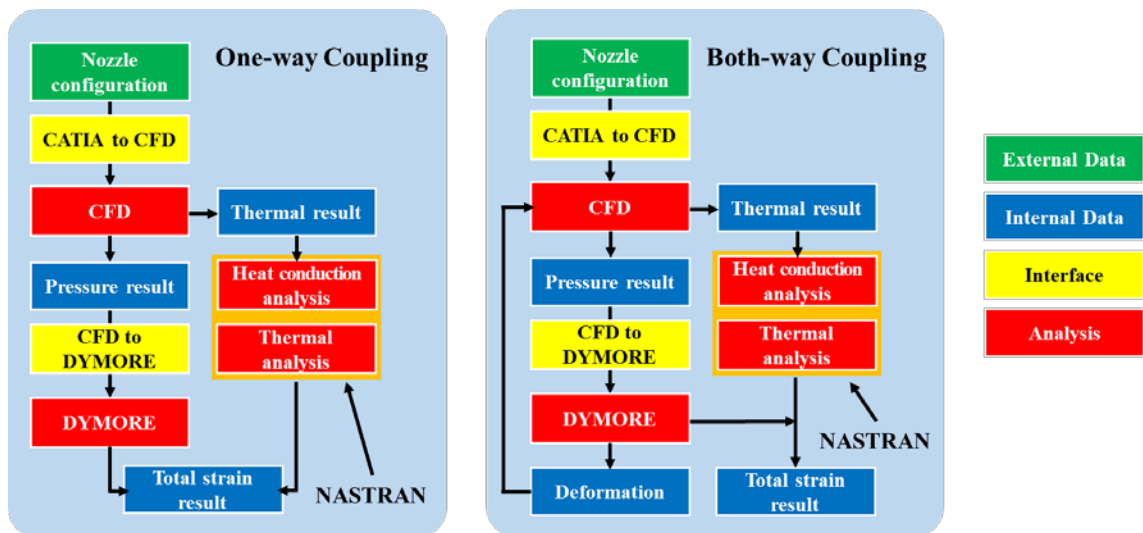 One-way Coupling
Nozzle
configuration
CATIA to CFD
CFD
Thermal result
Pressure result
Heat conduction
analysis
CFD to
DYMORE
Thermal
analysis
DYMORE
Total strain
result
NASTRAN
Both-way Coupling
Nozzle
configuration
CATIA to CFD
CFD
Thermal result
Pressure result
Heat conduction
analysis
CFD to
DYMORE
Thermal
analysis
DYMORE
NASTRAN
Deformation
Total strain
result
External Data
Internal Data
Interface
Analysis